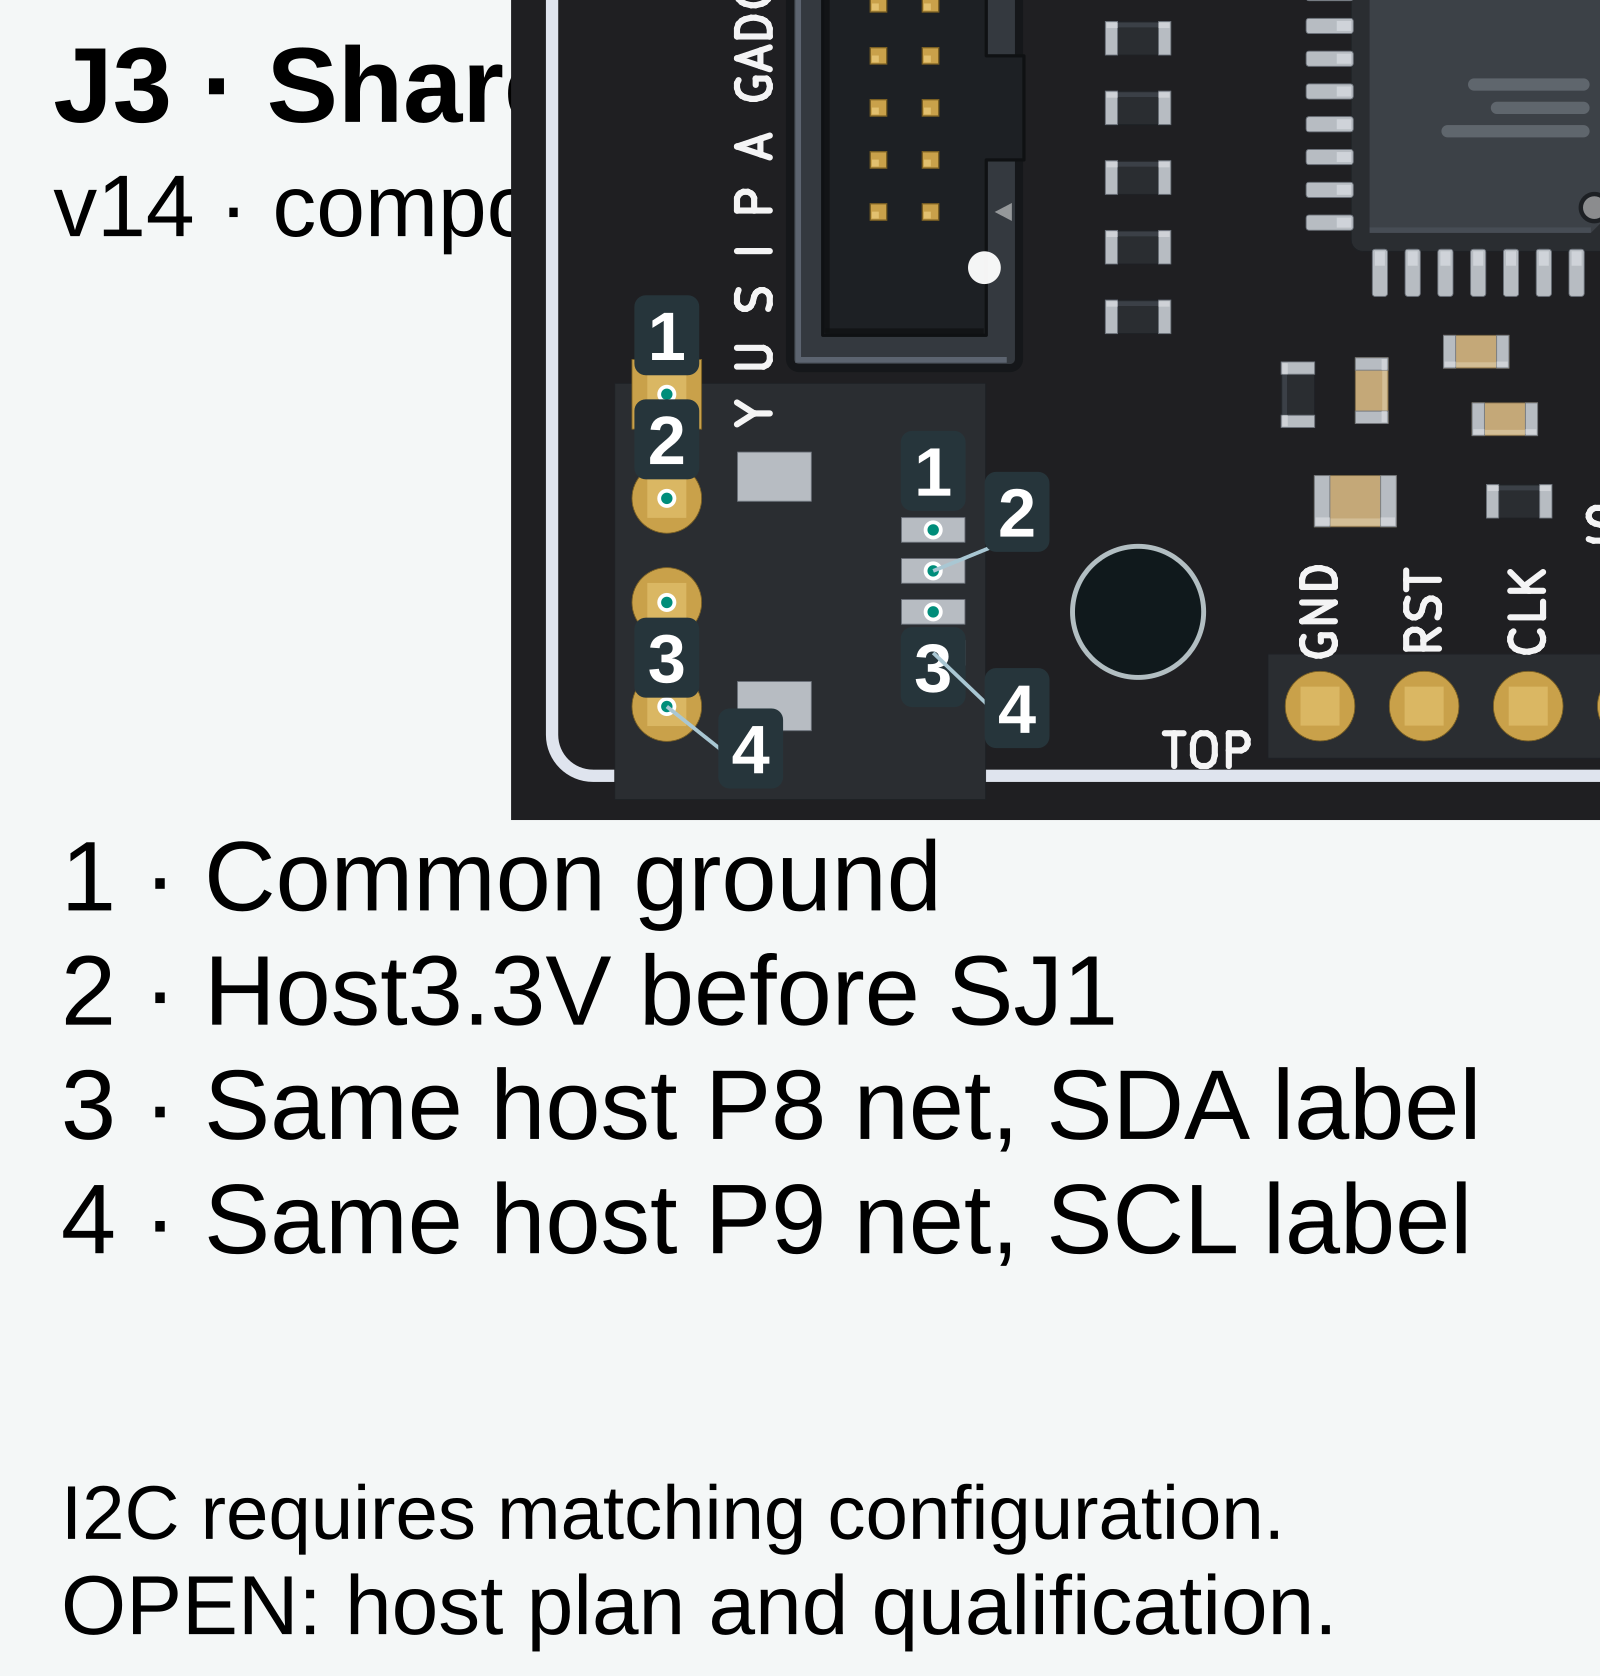 J3 · Shar
v14 · comp
Y U S I P A GAD
1
2
3
4
1
2
3
4
GND
RST
CLK
S
TOP
1 · Common ground
2 · Host3.3V before SJ1
3 · Same host P8 net, SDA label
4 · Same host P9 net, SCL label
I2C requires matching configuration.
OPEN: host plan and qualification.